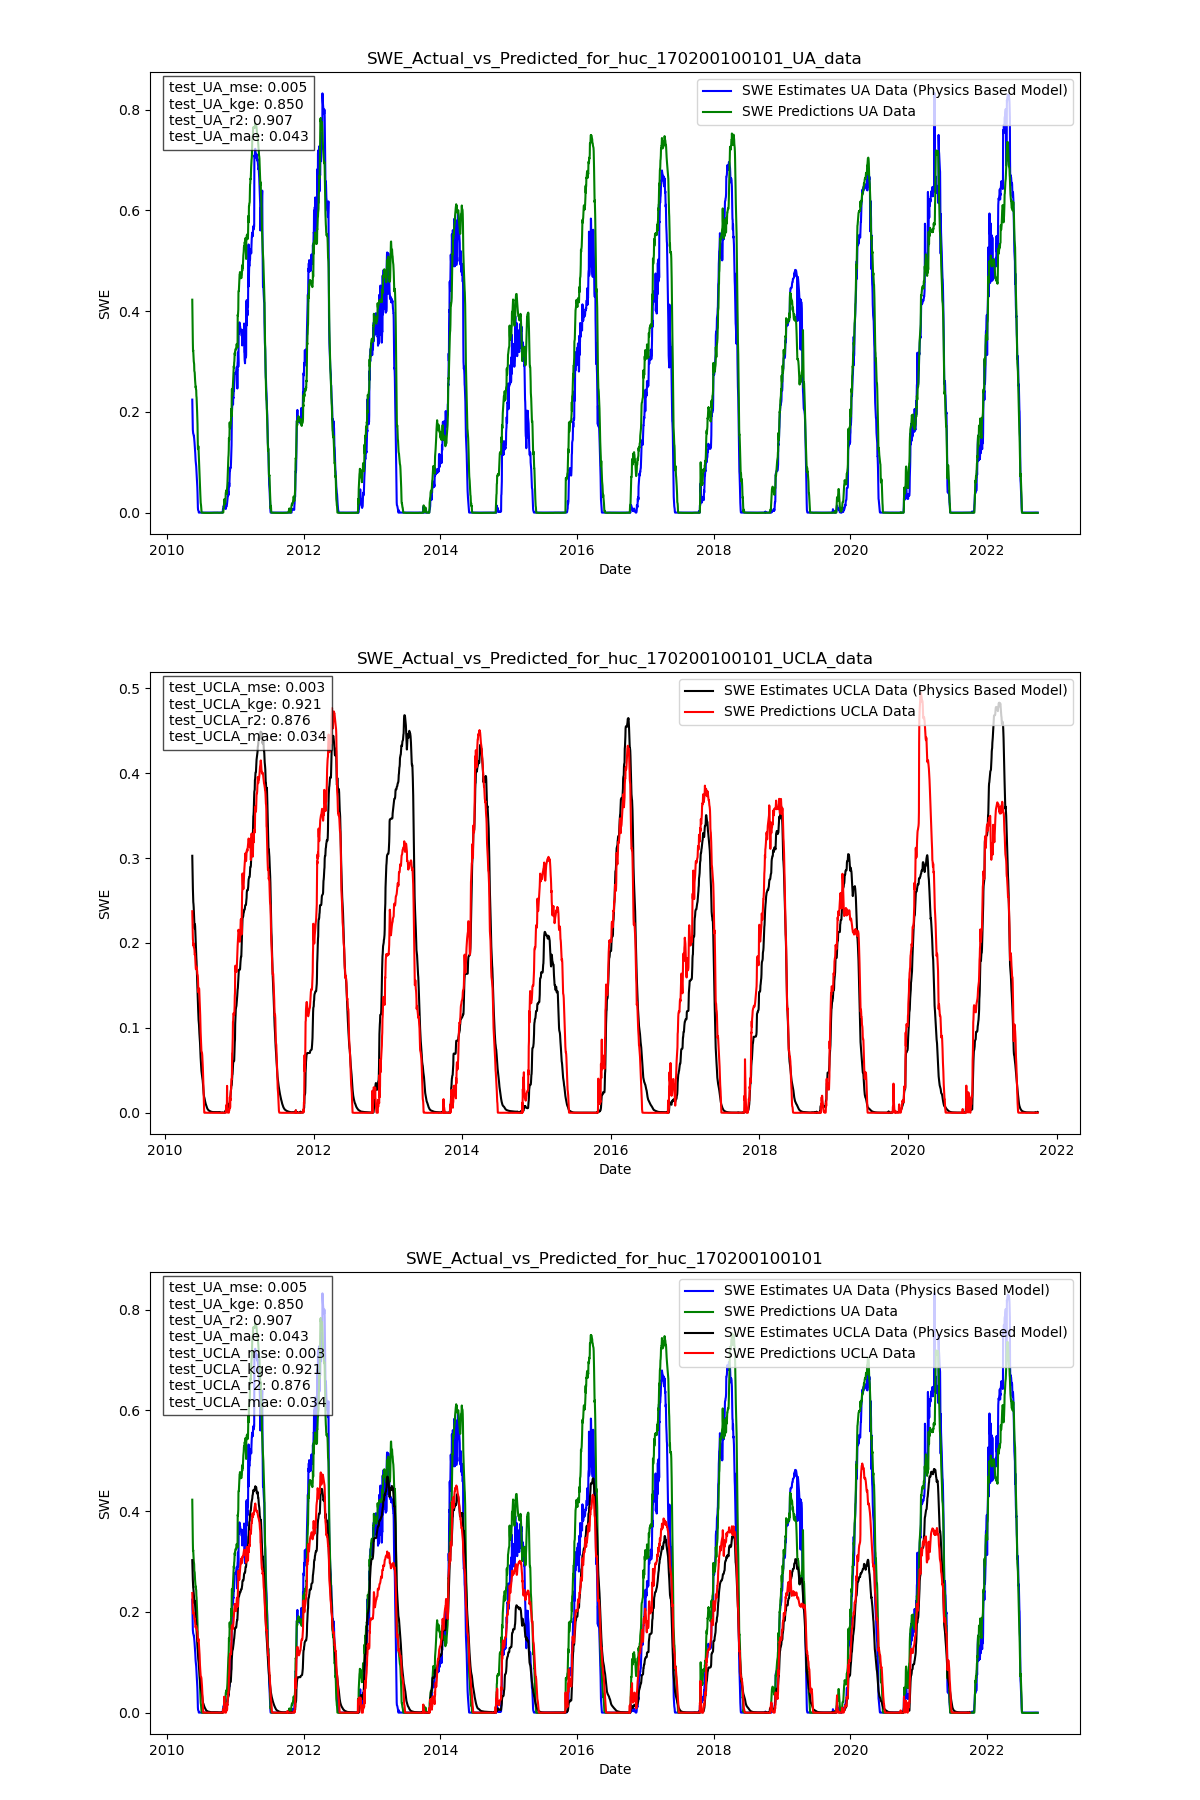 SWE_Actual_vs_Predicted_for_huc_170200100101_UA_data
test_UA_mse: 0.005
test_UA_kge: 0.850
test_UA_r2: 0.907
test_UA_mae: 0.043
SWE Estimates UA Data (Physics Based Model)
SWE Predictions UA Data
0.8
0.6
0.4
0.2
0.0
SWE
2010 2012 2014 2016 2018 2020 2022
Date
SWE_Actual_vs_Predicted_for_huc_170200100101_UCLA_data
test_UCLA_mse: 0.003
test_UCLA_kge: 0.921
test_UCLA_r2: 0.876
test_UCLA_mae: 0.034
SWE Estimates UCLA Data (Physics Based Model)
SWE Predictions UCLA Data
0.5
0.4
0.3
0.2
0.1
0.0
SWE
2010 2012 2014 2016 2018 2020 2022
Date
SWE_Actual_vs_Predicted_for_huc_170200100101
test_UA_mse: 0.005
test_UA_kge: 0.850
test_UA_r2: 0.907
test_UA_mae: 0.043
test_UCLA_mse: 0.003
test_UCLA_kge: 0.921
test_UCLA_r2: 0.876
test_UCLA_mae: 0.034
SWE Estimates UA Data (Physics Based Model)
SWE Predictions UA Data
SWE Estimates UCLA Data (Physics Based Model)
SWE Predictions UCLA Data
0.8
0.6
0.4
0.2
0.0
SWE
2010 2012 2014 2016 2018 2020 2022
Date